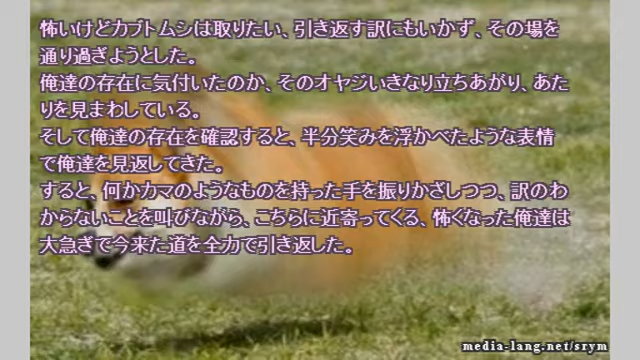 怖いけどカブトムシは取りたい、引き返す訳にもいかず、その場を
通り過ぎようとした。
俺達の存在に気付いたのか、そのオヤジいきなり立ちあがり、あた
りを見まわしている。
そして俺達の存在を確認すると、半分笑みを浮かべたような表情
で俺達を見返してきた。
すると、何かカマのようなものを持った手を振りかざしつつ、訳のわ
からないことを叫びながら、こちらに近寄ってくる、怖くなった俺達は
大急ぎで今来た道を全力で引き返した。
media-lang.net/srym